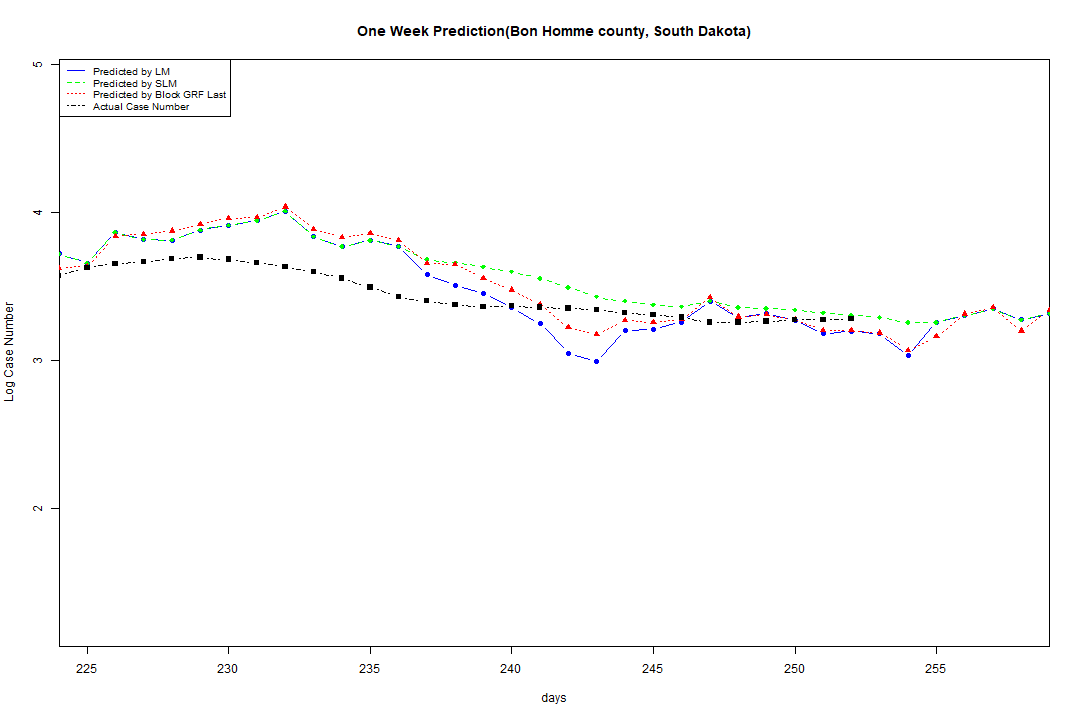 One Week Prediction(Bon Homme county, South Dakota)
Predicted by LM
Predicted by SLM
Predicted by Block GRF Last
Actual Case Number
Log Case Number
5
4
3
2
225 230 235 240 245 250 255
days